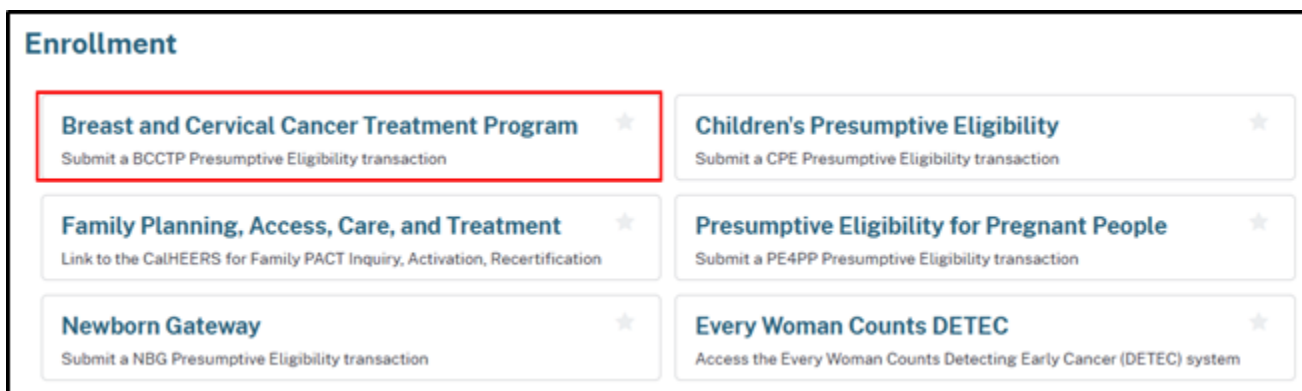 Enrollment
Breast and Cervical Cancer Treatment Program
Submit a BCCTP Presumptive Eligibility transaction
Children's Presumptive Eligibility
Submit a CPE Presumptive Eligibility transaction
Family Planning, Access, Care, and Treatment
Link to the CalHEERS for Family PACT Inquiry, Activation, Recertification
Presumptive Eligibility for Pregnant People
Submit a PE4PP Presumptive Eligibility transaction
Newborn Gateway
Submit a NBG Presumptive Eligibility transaction
Every Woman Counts DETEC
Access the Every Woman Counts Detecting Early Cancer (DETEC) system